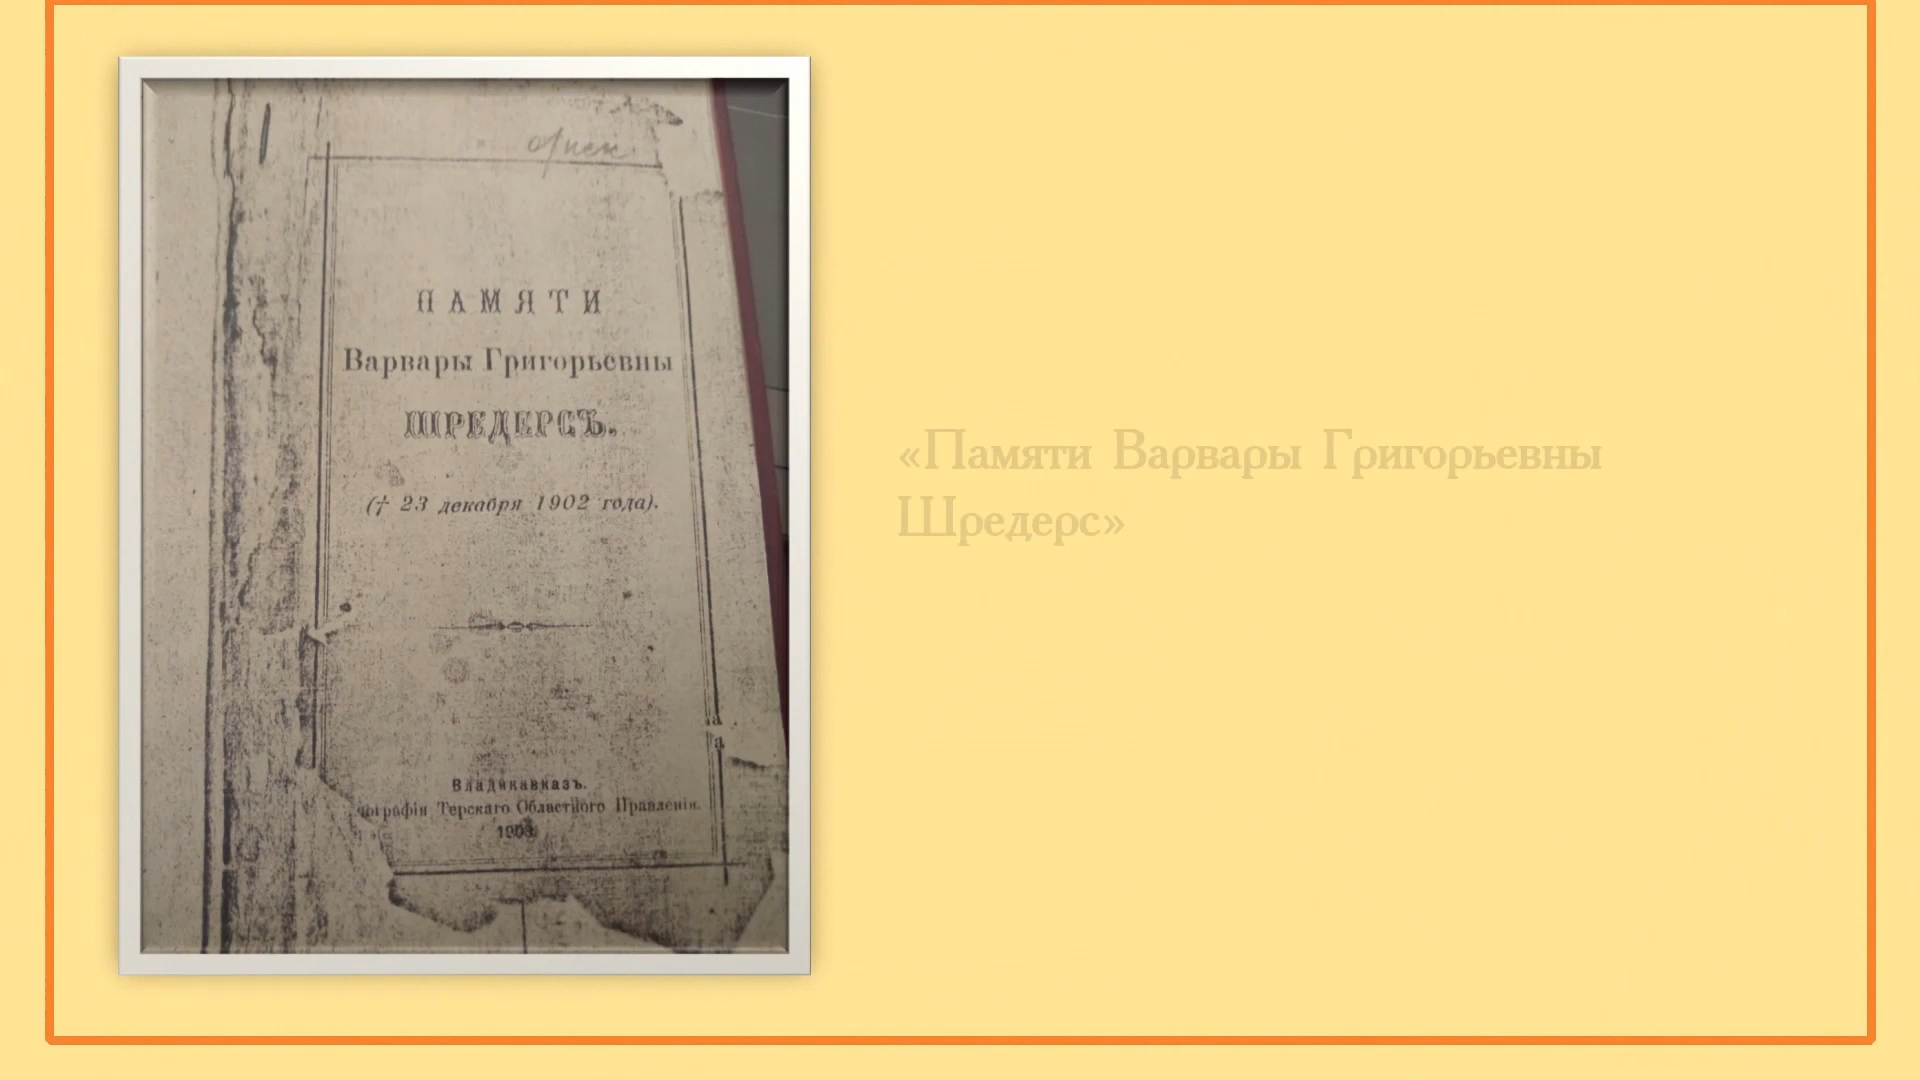 ПАМЯТИ
Варвары Григорьевны
ШРЕДЕРСЪ.
(† 23 декабря 1902 года).
Владикавказъ.
Терскаго Областного Правленія.
«Памяти Варвары Григорьевны
Шредерс»